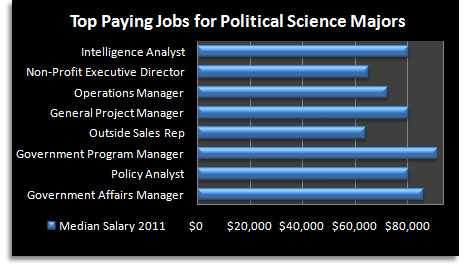 Top Paying Jobs for Political Science Majors
Intelligence Analyst
Non-Profit Executive Director
Operations Manager
General Project Manager
Outside Sales Rep
Government Program Manager
Policy Analyst
Government Affairs Manager
Median Salary 2011 $0 $20,000 $40,000 $60,000 $80,000